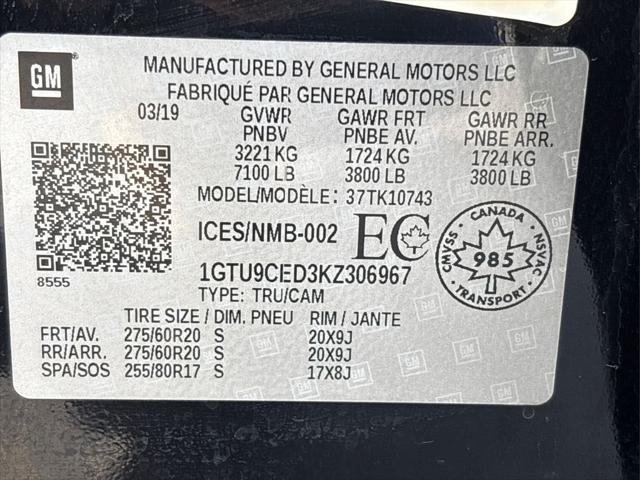 GM
MANUFACTURED BY GENERAL MOTORS LLC
FABRIQUÉ PAR GENERAL MOTORS LLC
03/19 GVWR GAWR FRT GAWR RR
PNBV PNBE AV. PNBE ARR.
3221 KG 1724 KG 1724 KG
7100 LB 3800 LB 3800 LB
MODEL/MODÈLE: 37TK10743
ICES/NMB-002 EC
CANADA CMVSS NSVAC 985 TRANSPORT
8555
1GTU9CED3KZ306967
TYPE: TRU/CAM
TIRE SIZE / DIM. PNEU RIM / JANTE
FRT/AV. 275/60R20 S 20X9J
RR/ARR. 275/60R20 S 20X9J
SPA/SOS 255/80R17 S 17X8J